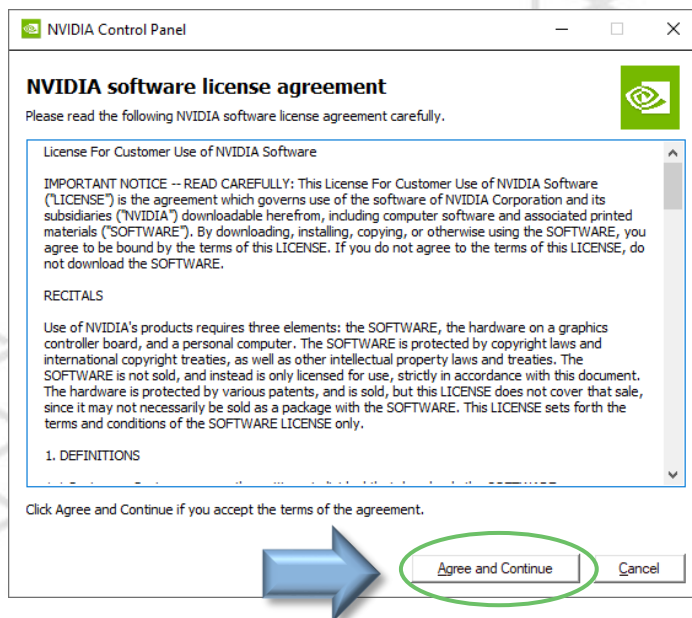 NVIDIA Control Panel
NVIDIA software license agreement
Please read the following NVIDIA software license agreement carefully.
License For Customer Use of NVIDIA Software
IMPORTANT NOTICE -- READ CAREFULLY: This License For Customer Use of NVIDIA Software
("LICENSE") is the agreement which governs use of the software of NVIDIA Corporation and its
subsidiaries ("NVIDIA") downloadable herefrom, including computer software and associated printed
materials ("SOFTWARE"). By downloading, installing, copying, or otherwise using the SOFTWARE, you
agree to be bound by the terms of this LICENSE. If you do not agree to the terms of this LICENSE, do
not download the SOFTWARE.
RECITALS
Use of NVIDIA's products requires three elements: the SOFTWARE, the hardware on a graphics
controller board, and a personal computer. The SOFTWARE is protected by copyright laws and
international copyright treaties, as well as other intellectual property laws and treaties. The
SOFTWARE is not sold, and instead is only licensed for use, strictly in accordance with this document.
The hardware is protected by various patents, and is sold, but this LICENSE does not cover that sale,
since it may not necessarily be sold as a package with the SOFTWARE. This LICENSE sets forth the
terms and conditions of the SOFTWARE LICENSE only.
1. DEFINITIONS
Click Agree and Continue if you accept the terms of the agreement.
Agree and Continue
Cancel